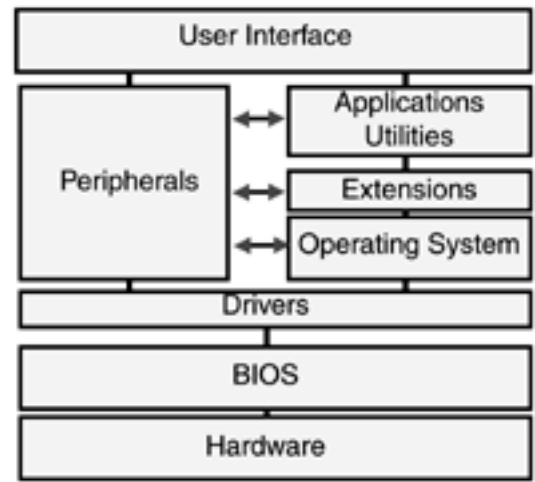 User Interface
Peripherals
Applications
Utilities
Extensions
Operating System
Drivers
BIOS
Hardware